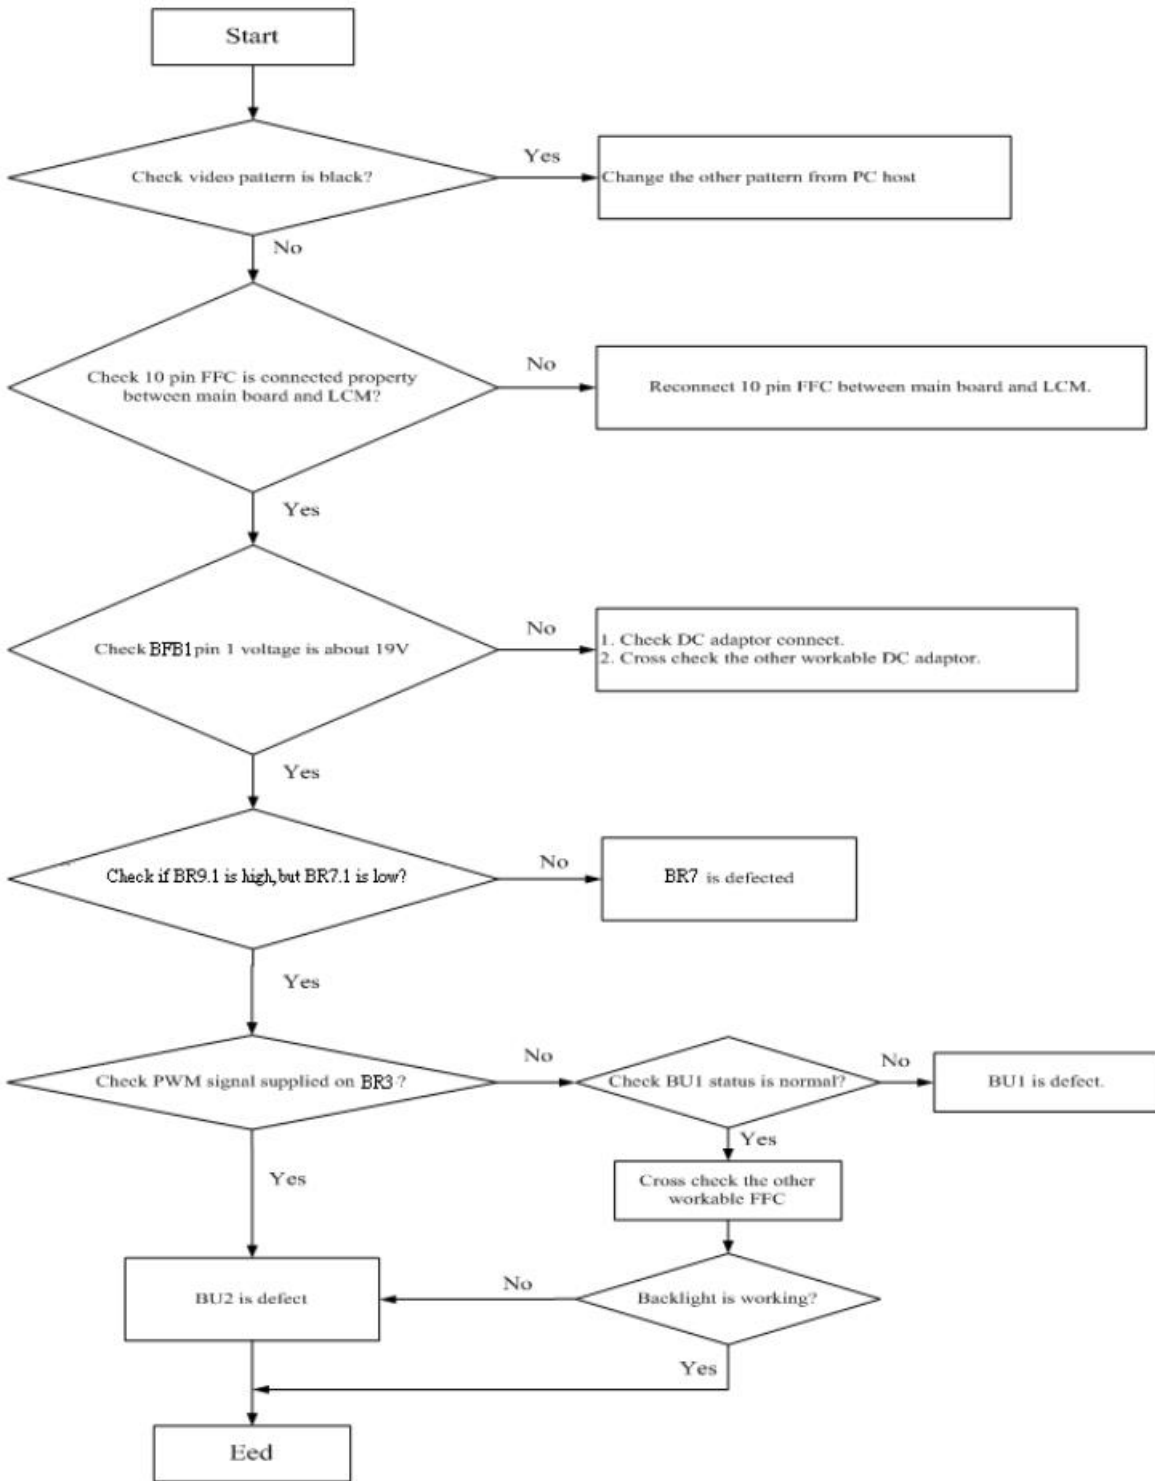 Start
Check video pattern is black?
Yes
Change the other pattern from PC host
No
Check 10 pin FFC is connected property
between main board and LCM?
No
Reconnect 10 pin FFC between main board and LCM.
Yes
Check BFB1 pin 1 voltage is about 19V
No
1. Check DC adaptor connect.
2. Cross check the other workable DC adaptor.
Yes
Check if BR9.1 is high, but BR7.1 is low?
No
BR7 is defected
Yes
Check PWM signal supplied on BR3 ?
No
Check BU1 status is normal?
No
BU1 is defect.
Yes
Cross check the other
workable FFC
Yes
BU2 is defect
No
Backlight is working?
Yes
Eed